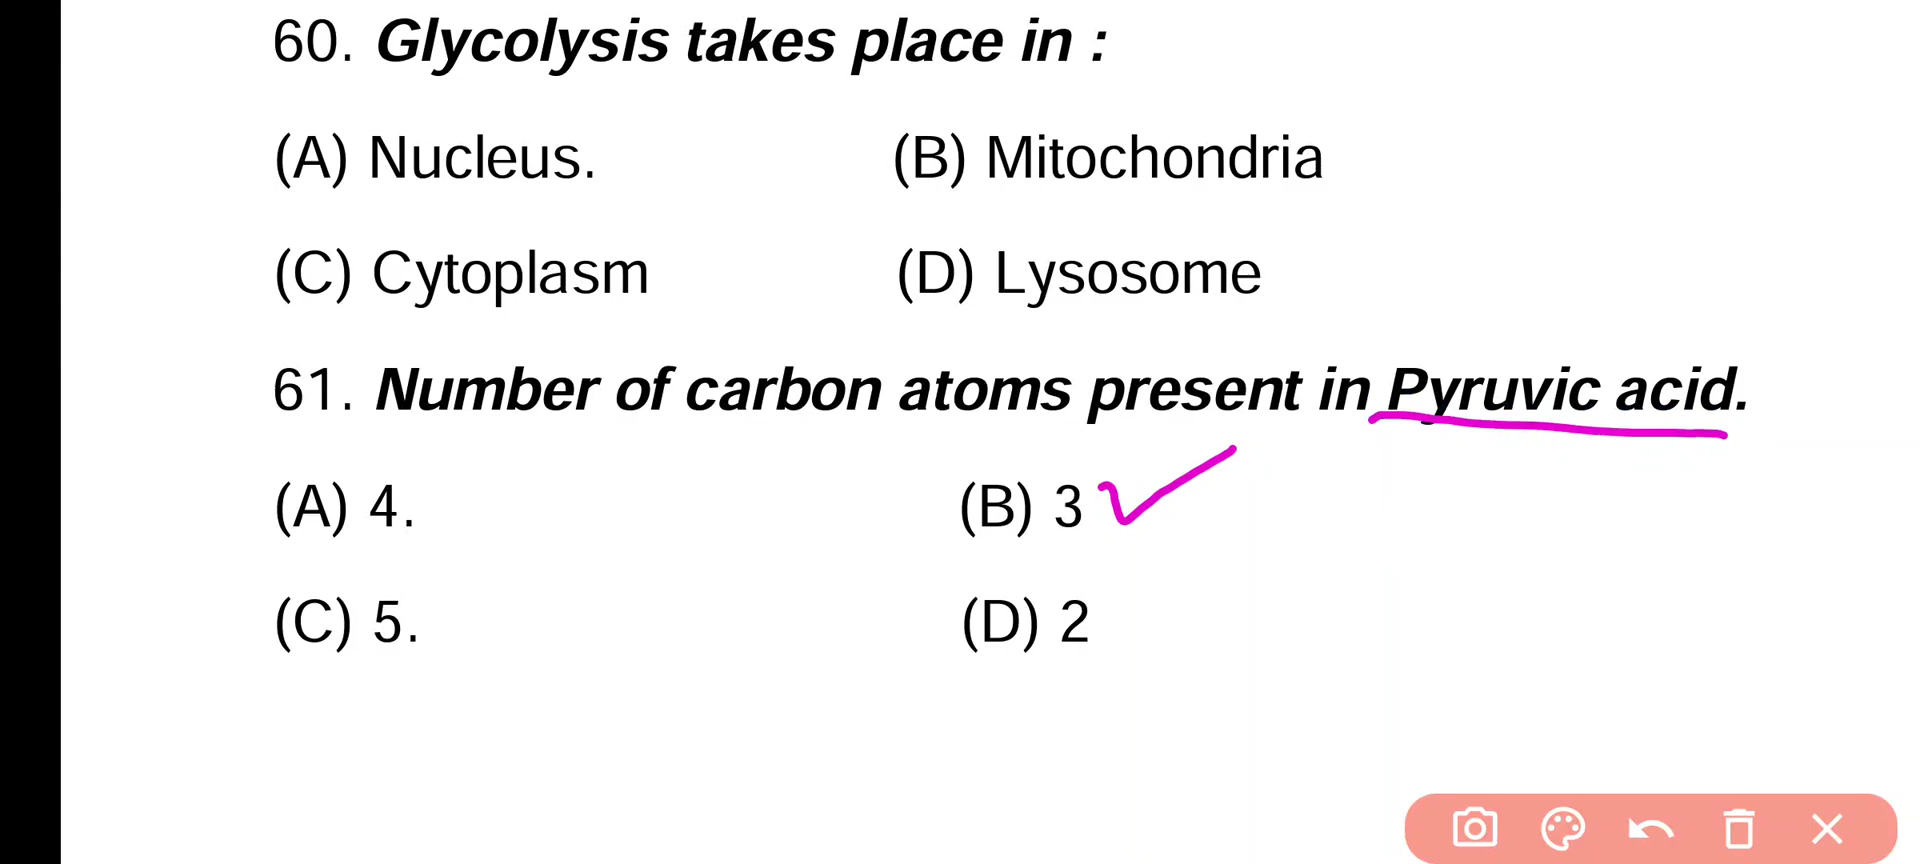 60. Glycolysis takes place in :
(A) Nucleus. (B) Mitochondria
(C) Cytoplasm (D) Lysosome
61. Number of carbon atoms present in Pyruvic acid.
(A) 4. (B) 3
(C) 5. (D) 2